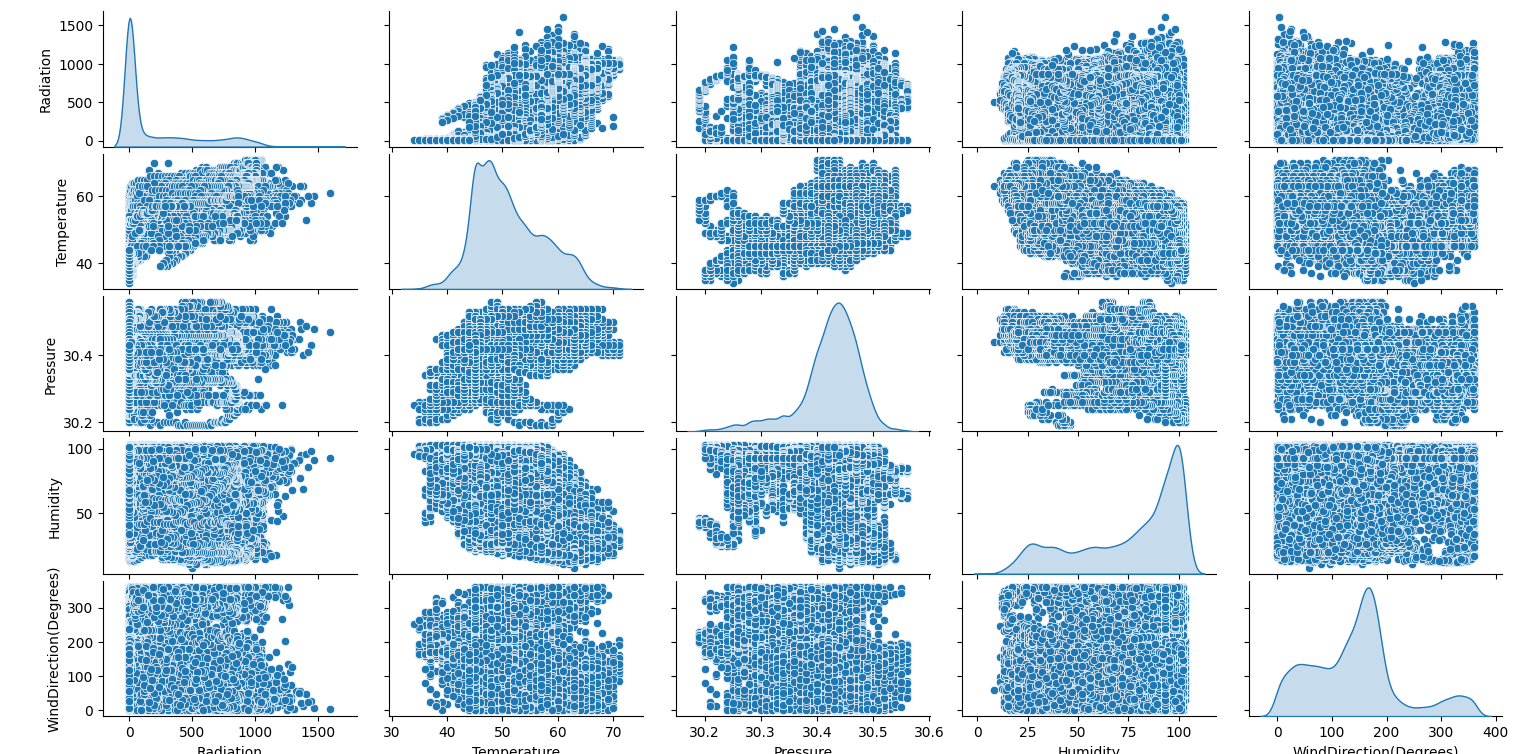 Radiation
1500
1000
500
0
Temperature
60
40
Pressure
30.4
30.2
Humidity
100
50
WindDirection(Degrees)
300
200
100
0
0 500 1000 1500
30 40 50 60 70
30.2 30.3 30.4 30.5 30.6
0 25 50 75 100
0 100 200 300 400
Radiation Temperature Pressure Humidity WindDirection(Degrees)